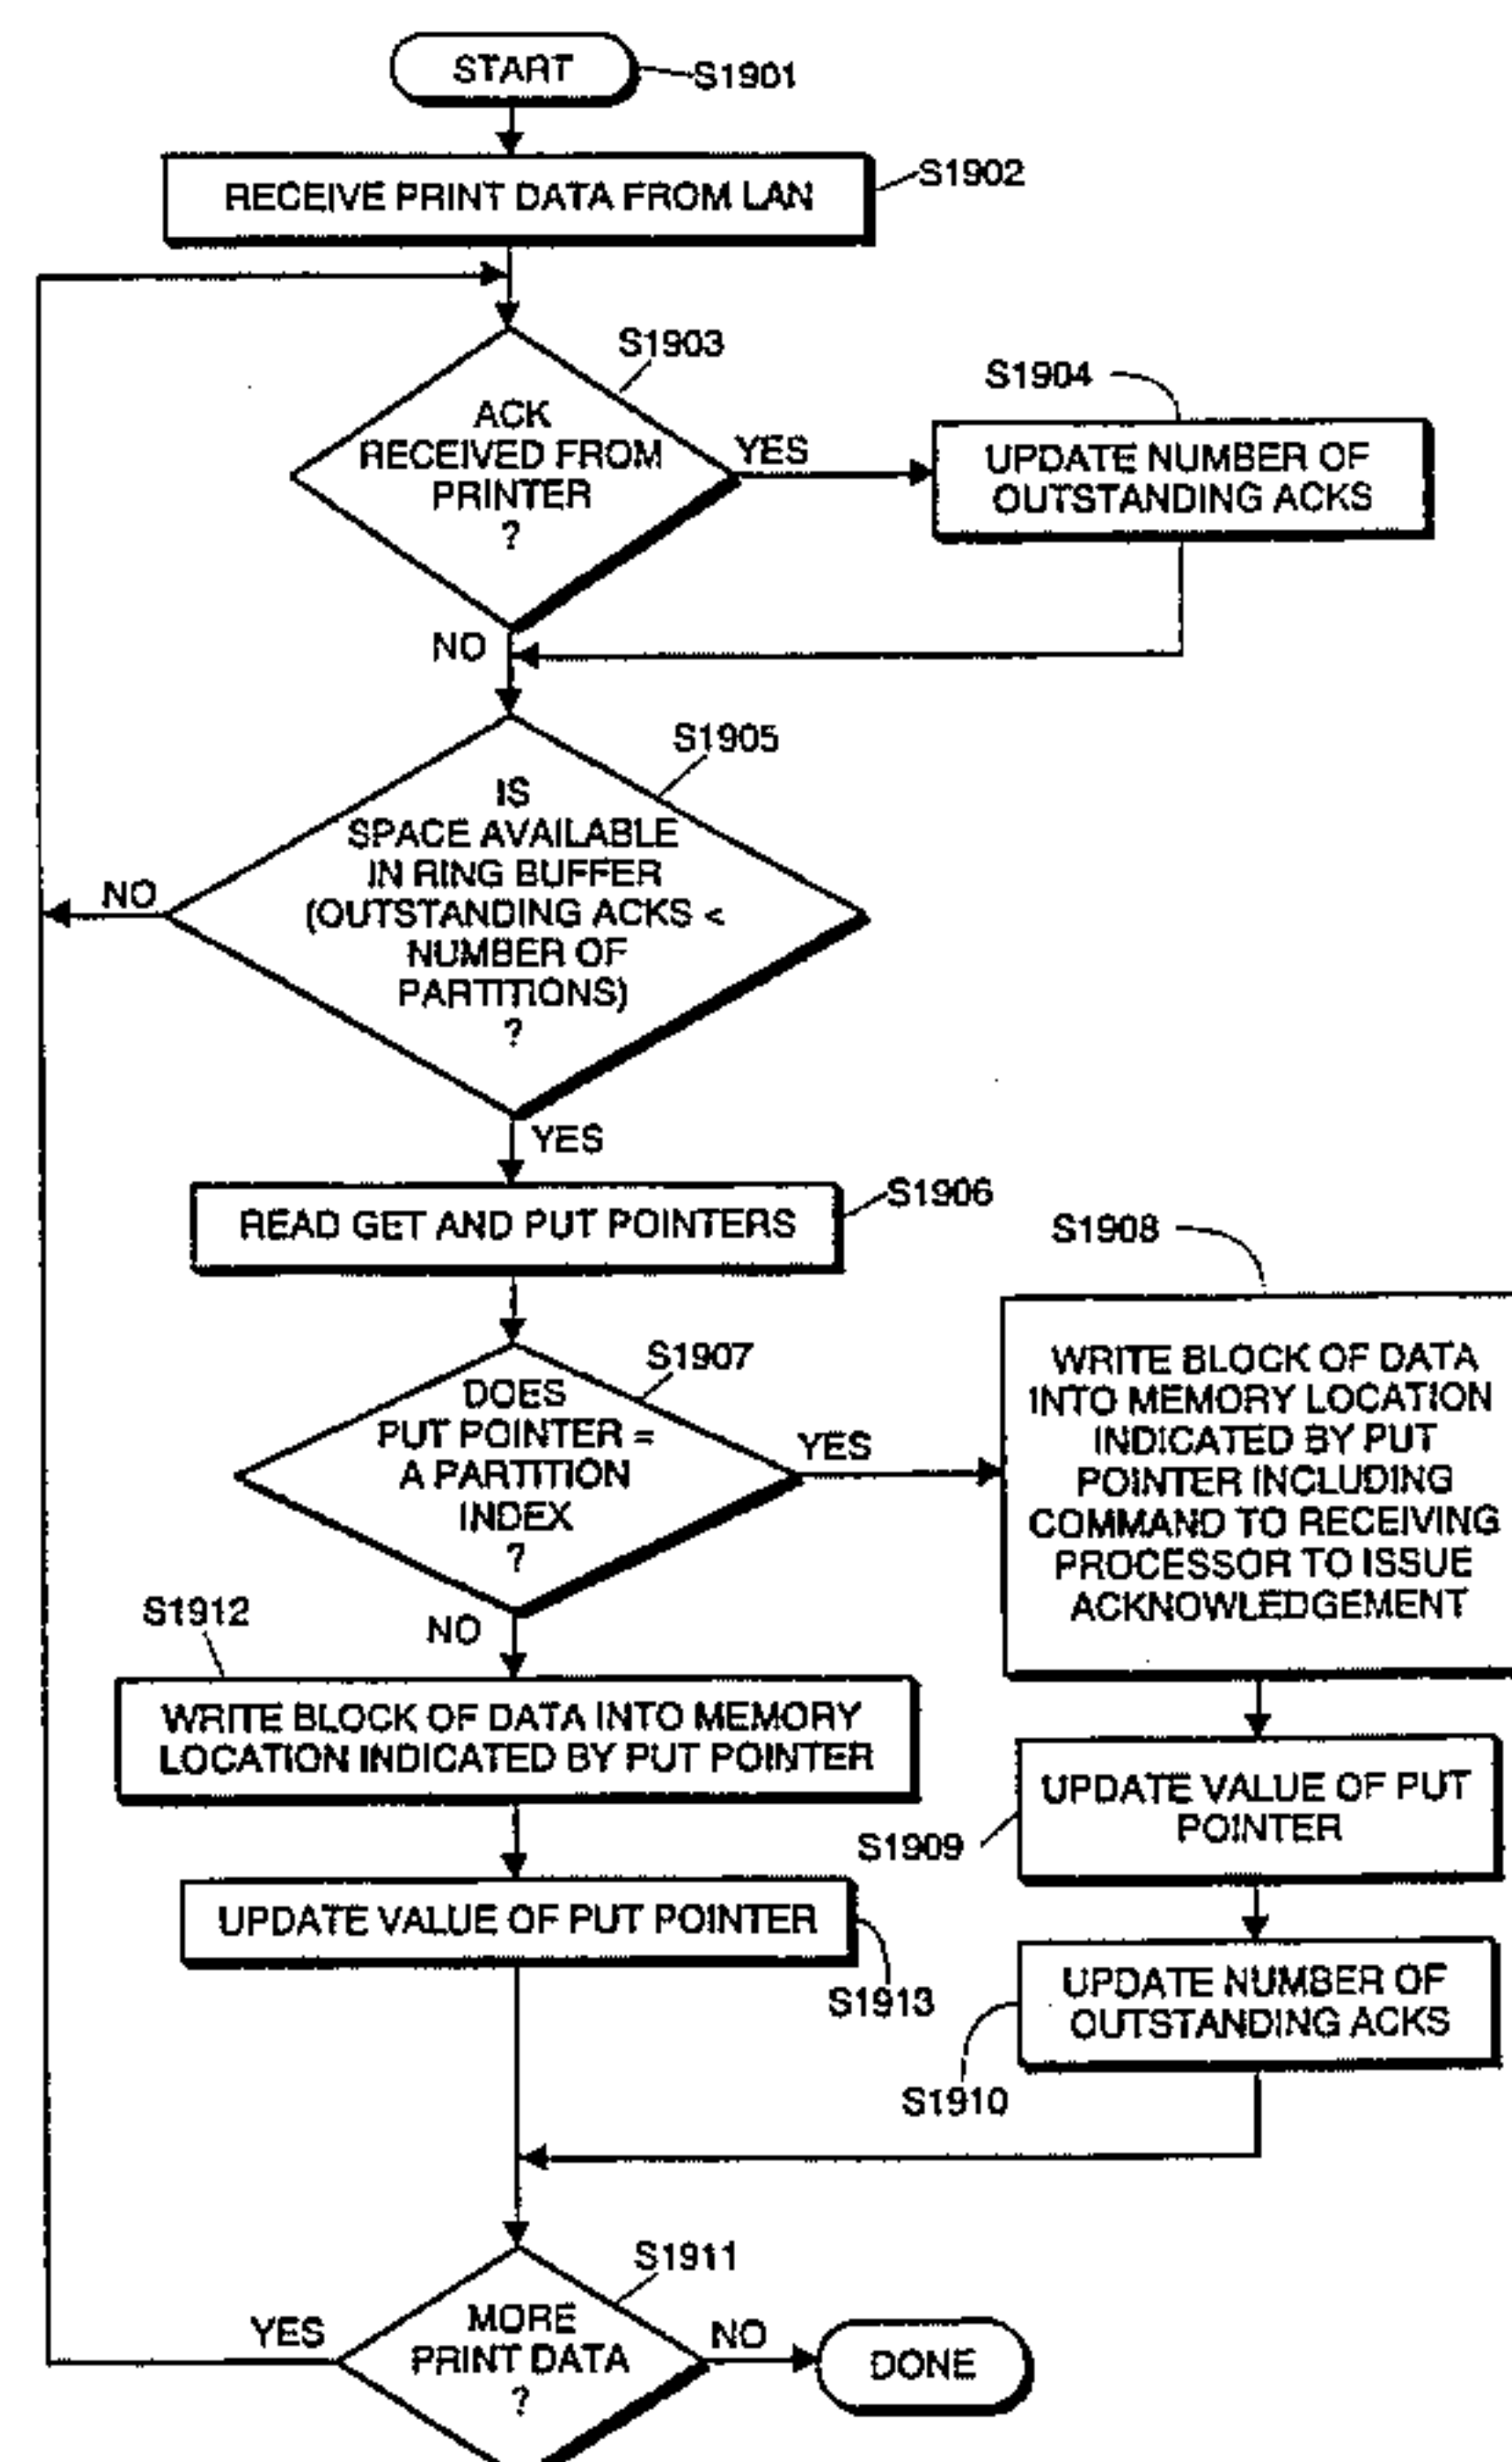 START
S1901
RECEIVE PRINT DATA FROM LAN
S1902
S1903
ACK
RECEIVED FROM
PRINTER
?
YES
NO
S1904
UPDATE NUMBER OF
OUTSTANDING ACKS
S1905
IS
SPACE AVAILABLE
IN RING BUFFER
(OUTSTANDING ACKS <
NUMBER OF
PARTITIONS)
?
NO
YES
READ GET AND PUT POINTERS
S1906
S1907
DOES
PUT POINTER =
A PARTITION
INDEX
?
YES
NO
S1908
WRITE BLOCK OF DATA
INTO MEMORY LOCATION
INDICATED BY PUT
POINTER INCLUDING
COMMAND TO RECEIVING
PROCESSOR TO ISSUE
ACKNOWLEDGEMENT
S1912
WRITE BLOCK OF DATA INTO MEMORY
LOCATION INDICATED BY PUT POINTER
UPDATE VALUE OF PUT
POINTER
S1909
UPDATE VALUE OF PUT POINTER
S1913
UPDATE NUMBER OF
OUTSTANDING ACKS
S1910
S1911
MORE
PRINT DATA
?
YES
NO
DONE